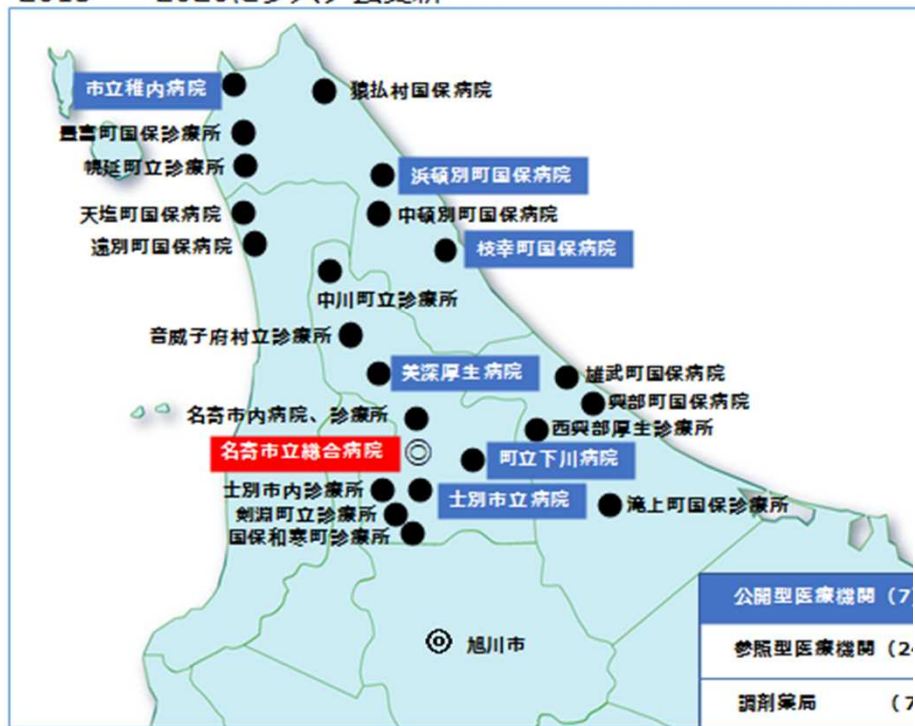 市立稚内病院
猿払村国保病院
豊富町国保診療所
幌延町立診療所
浜頓別町国保病院
天塩町国保病院
中頓別町国保病院
遠別町国保病院
枝幸町国保病院
中川町立診療所
音威子府村立診療所
美深厚生病院
雄武町国保病院
興部町国保病院
名寄市内病院、診療所
西興部厚生診療所
名寄市立総合病院
町立下川病院
士別市内診療所
士別市立病院
滝上町国保診療所
剣淵町立診療所
国保和寒町診療所
公開型医療機関（7
旭川市
参照型医療機関（2
調剤薬局 （7